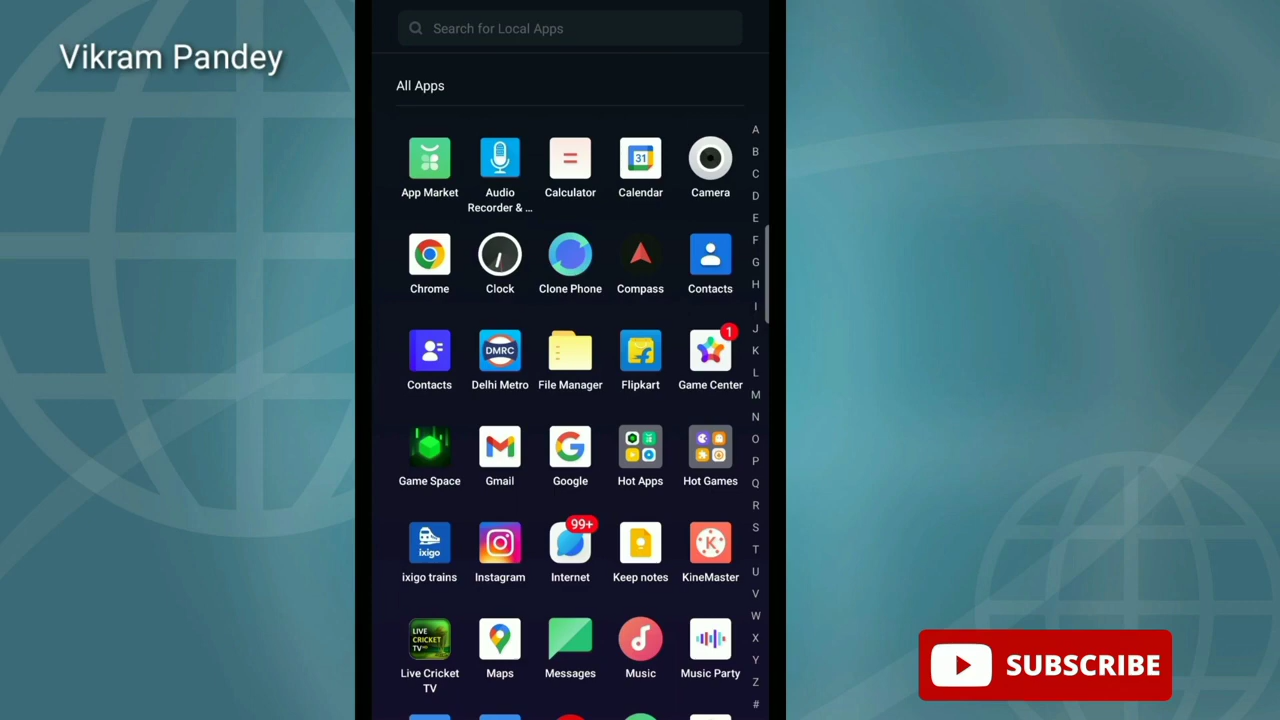 Vikram Pandey
Search for Local Apps
All Apps
App Market
Audio
Recorder & ...
Calculator
31
Calendar
Camera
Chrome
Clock
Clone Phone
Compass
Contacts
Contacts
DMRC
Delhi Metro
File Manager
Flipkart
1
Game Center
Game Space
Gmail
Google
Hot Apps
Hot Games
ixigo
ixigo trains
Instagram
99+
Internet
Keep notes
K
KineMaster
LIVE
CRICKET
TV HD
Live Cricket
TV
Maps
Messages
Music
Music Party
A
B
C
D
E
F
G
H
I
J
K
L
M
N
O
P
Q
R
S
T
U
V
W
X
Y
Z
#
SUBSCRIBE